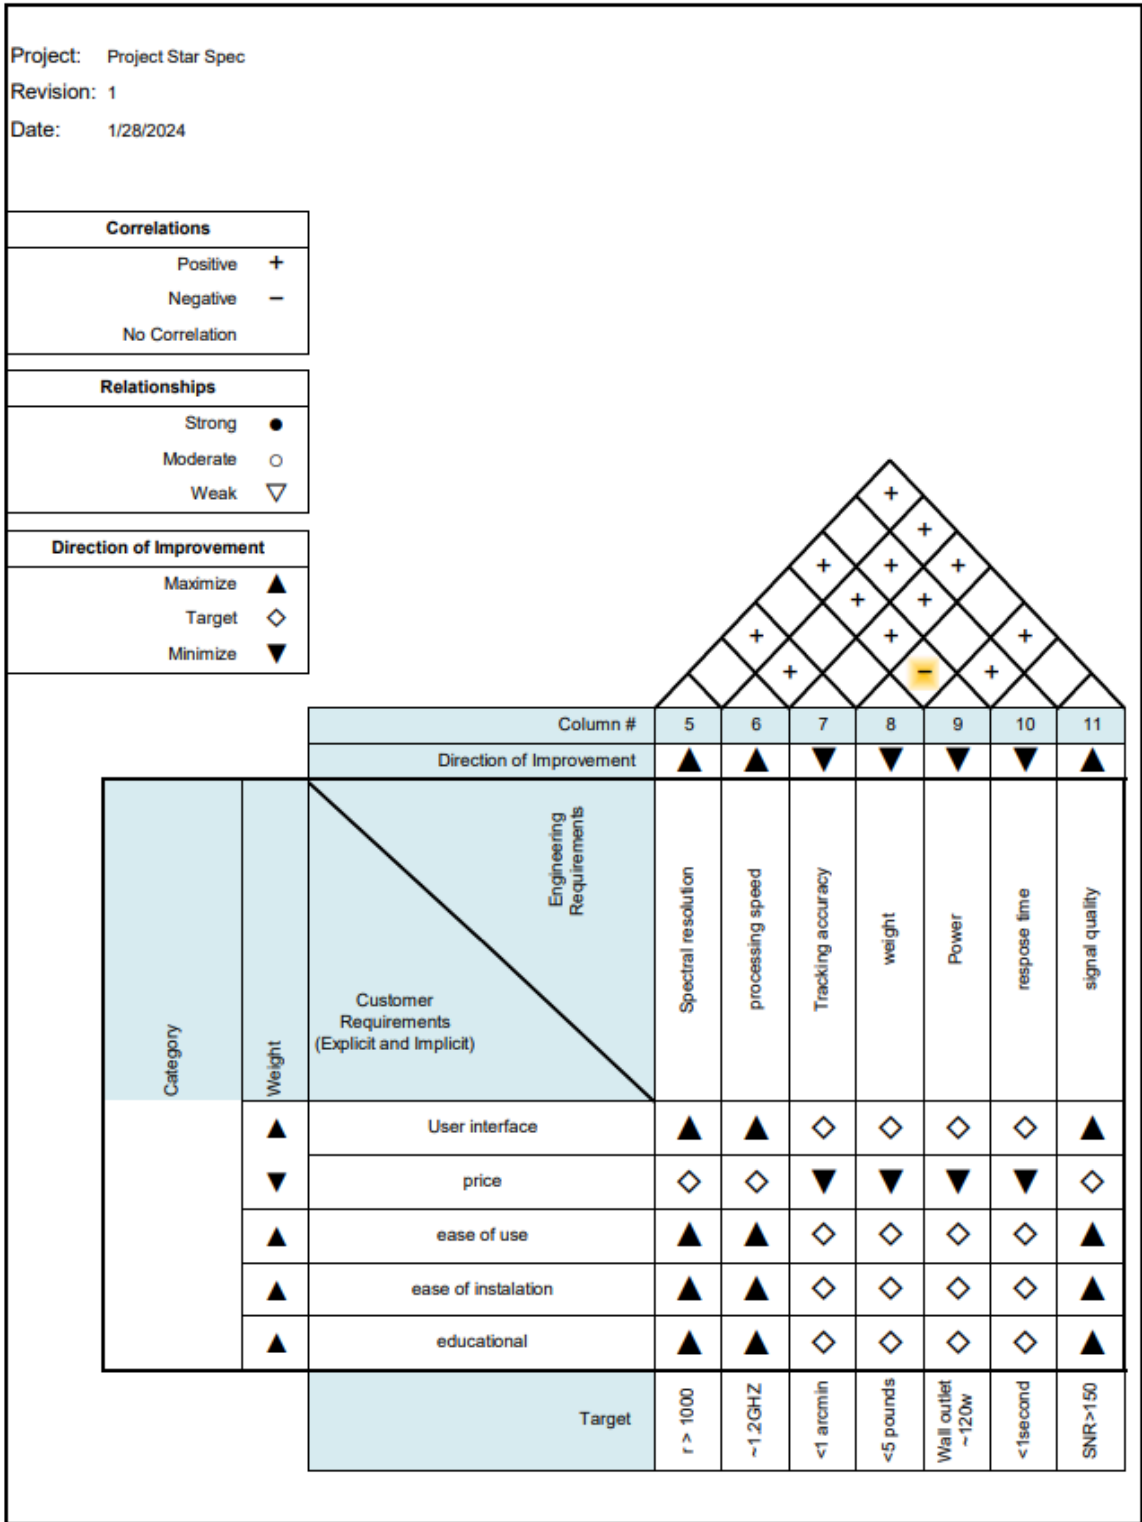 Project: Project Star Spec
Revision: 1
Date: 1/28/2024
Correlations
Positive +
Negative −
No Correlation
Relationships
Strong ●
Moderate ○
Weak ▽
Direction of Improvement
Maximize ▲
Target ◇
Minimize ▼
+
+
+ + +
+ +
+ + +
+ − +
Column # 5 6 7 8 9 10 11
Direction of Improvement ▲ ▲ ▼ ▼ ▼ ▼ ▲
Category
Weight
Customer
Requirements
(Explicit and Implicit)
Engineering
Requirements
Spectral resolution
processing speed
Tracking accuracy
weight
Power
respose time
signal quality
▲ User interface ▲ ▲ ◇ ◇ ◇ ◇ ▲
▼ price ◇ ◇ ▼ ▼ ▼ ▼ ◇
▲ ease of use ▲ ▲ ◇ ◇ ◇ ◇ ▲
▲ ease of instalation ▲ ▲ ◇ ◇ ◇ ◇ ▲
▲ educational ▲ ▲ ◇ ◇ ◇ ◇ ▲
Target
r > 1000
~1.2GHZ
<1 arcmin
<5 pounds
Wall outlet
~120w
<1second
SNR>150